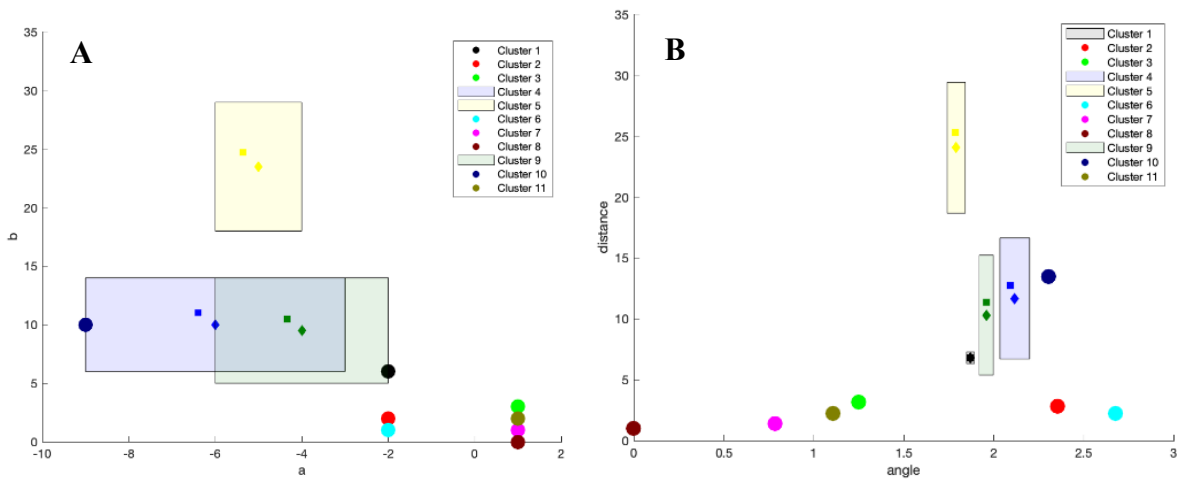 A
35
30
25
20
15
10
5
0
b
-10
-8
-6
-4
-2
0
2
a
Cluster 1
Cluster 2
Cluster 3
Cluster 4
Cluster 5
Cluster 6
Cluster 7
Cluster 8
Cluster 9
Cluster 10
Cluster 11
B
35
30
25
20
15
10
5
0
distance
0
0.5
1
1.5
2
2.5
3
angle
Cluster 1
Cluster 2
Cluster 3
Cluster 4
Cluster 5
Cluster 6
Cluster 7
Cluster 8
Cluster 9
Cluster 10
Cluster 11